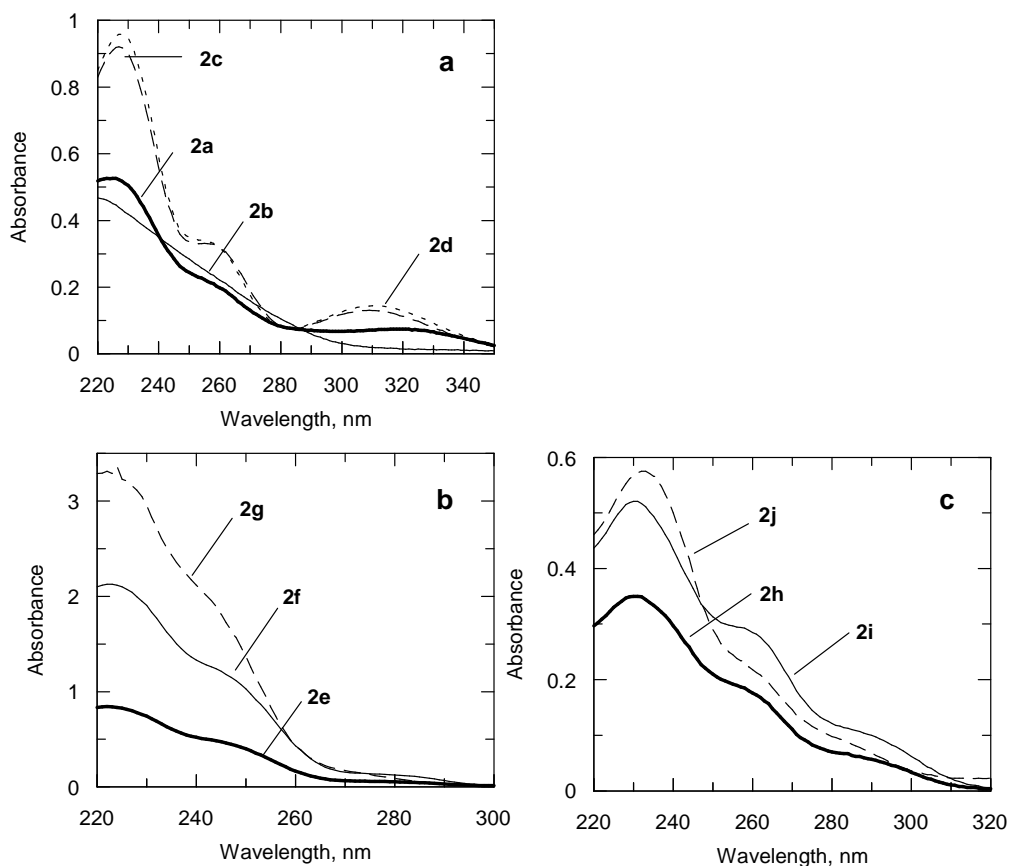 a
1
0.8
0.6
0.4
0.2
0
Absorbance
2c
2a
2b
2d
220 240 260 280 300 320 340
Wavelength, nm
b
3
2
1
0
Absorbance
2g
2f
2e
220 240 260 280 300
Wavelength, nm
c
0.6
0.4
0.2
0
Absorbance
2j
2h
2i
220 240 260 280 300 320
Wavelength, nm